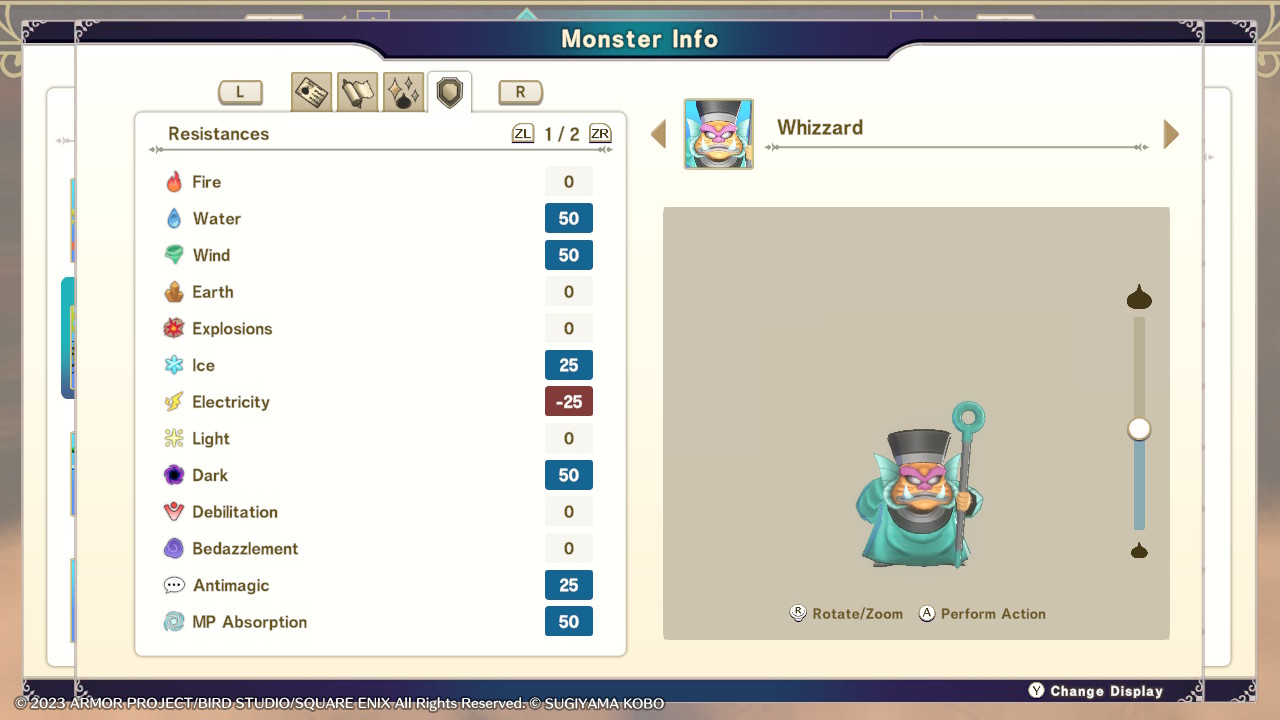 Monster Info
L
R
Resistances
ZL 1 / 2 ZR
Fire 0
Water 50
Wind 50
Earth 0
Explosions 0
Ice 25
Electricity -25
Light 0
Dark 50
Debilitation 0
Bedazzlement 0
Antimagic 25
MP Absorption 50
Whizzard
R Rotate/Zoom A Perform Action
Y Change Display
© 2023 ARMOR PROJECT/BIRD STUDIO/SQUARE ENIX All Rights Reserved. © SUGIYAMA KOBO